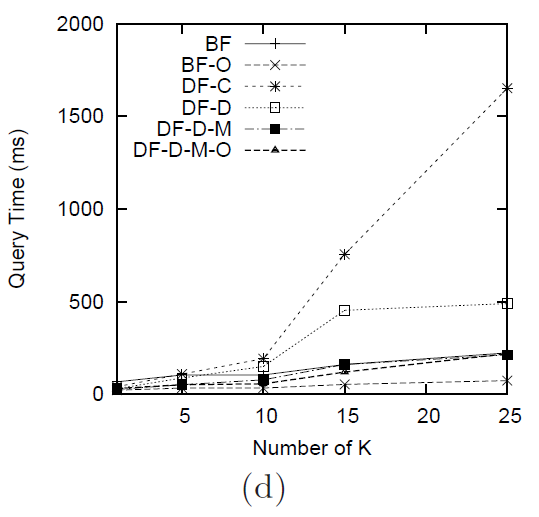 2000
1500
1000
500
0
Query Time (ms)
BF
BF-O
DF-C
DF-D
DF-D-M
DF-D-M-O
5 10 15 20 25
Number of K
(d)